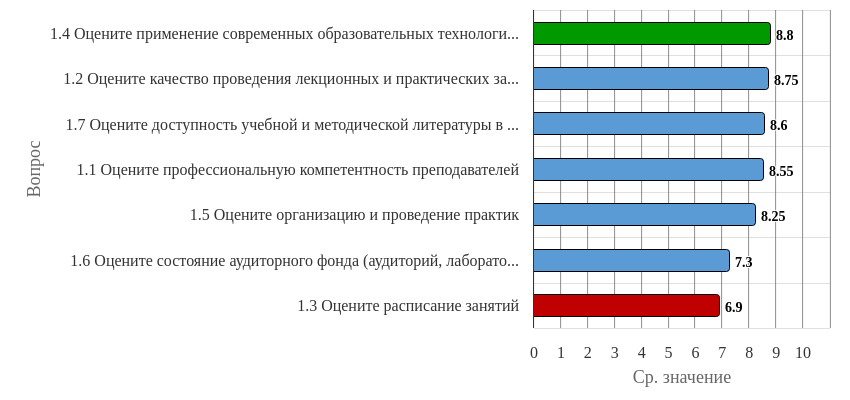 1.4 Оцените применение современных образовательных технологи... 8.8
1.2 Оцените качество проведения лекционных и практических за... 8.75
1.7 Оцените доступность учебной и методической литературы в ... 8.6
1.1 Оцените профессиональную компетентность преподавателей 8.55
1.5 Оцените организацию и проведение практик 8.25
1.6 Оцените состояние аудиторного фонда (аудиторий, лаборато... 7.3
1.3 Оцените расписание занятий 6.9
Вопрос
0 1 2 3 4 5 6 7 8 9 10
Ср. значение